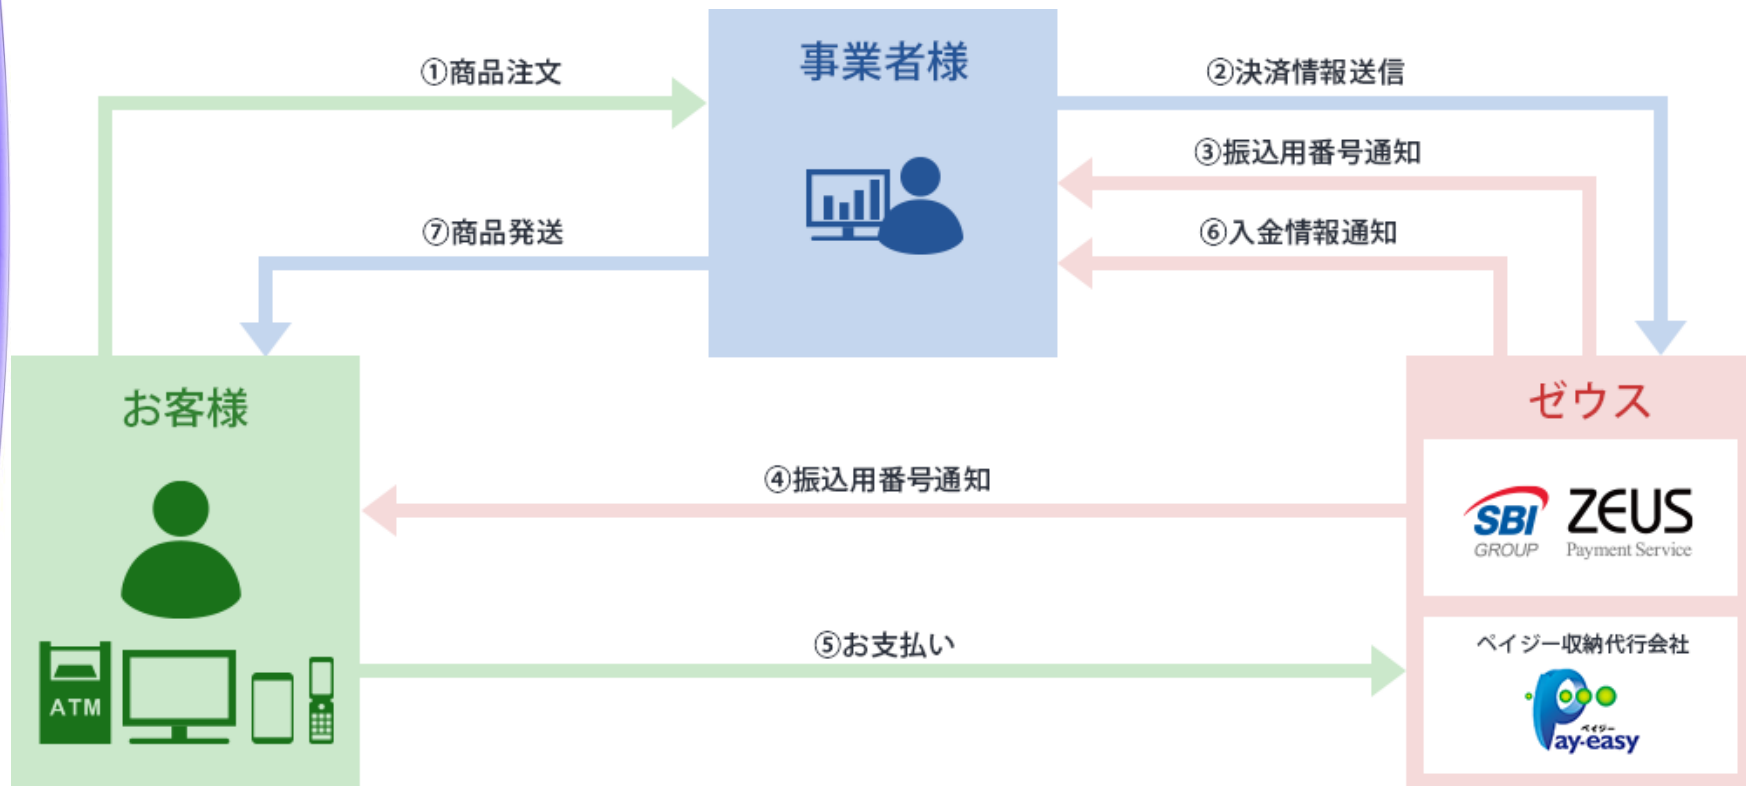 事業者様
①商品注文
②決済情報送信
③振込用番号通知
⑦商品発送
⑥入金情報通知
お客様
ゼウス
④振込用番号通知
SBI
GROUP
ZEUS
Payment Service
⑤お支払い
ペイジー収納代行会社
ATM
ペイジー
Pay-easy